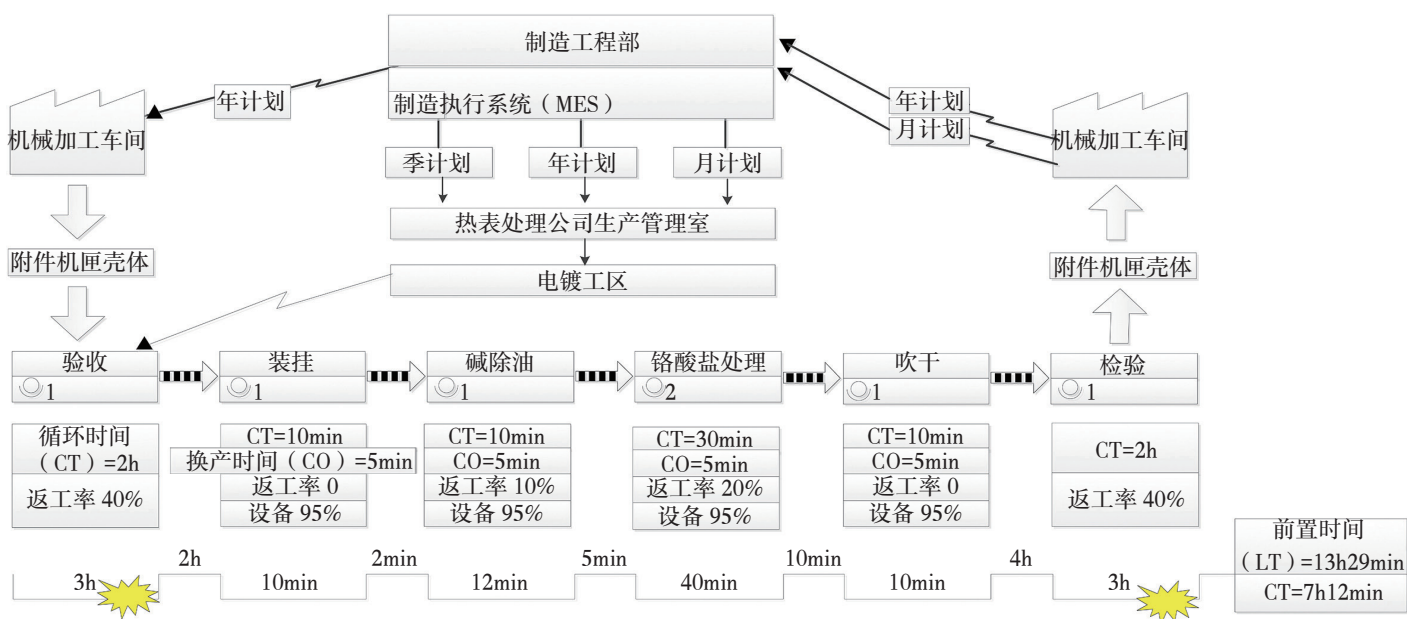 制造工程部
制造执行系统（MES）
年计划
年计划
月计划
机械加工车间
机械加工车间
季计划
年计划
月计划
热表处理公司生产管理室
附件机匣壳体
电镀工区
附件机匣壳体
验收
1
装挂
1
碱除油
1
铬酸盐处理
2
吹干
1
检验
1
循环时间
（CT）=2h
返工率 40%
CT=10min
换产时间（CO）=5min
返工率 0
设备 95%
CT=10min
CO=5min
返工率 10%
设备 95%
CT=30min
CO=5min
返工率 20%
设备 95%
CT=10min
CO=5min
返工率 0
设备 95%
CT=2h
返工率 40%
3h
2h
10min
2min
12min
5min
40min
10min
10min
4h
3h
前置时间
（LT）=13h29min
CT=7h12min